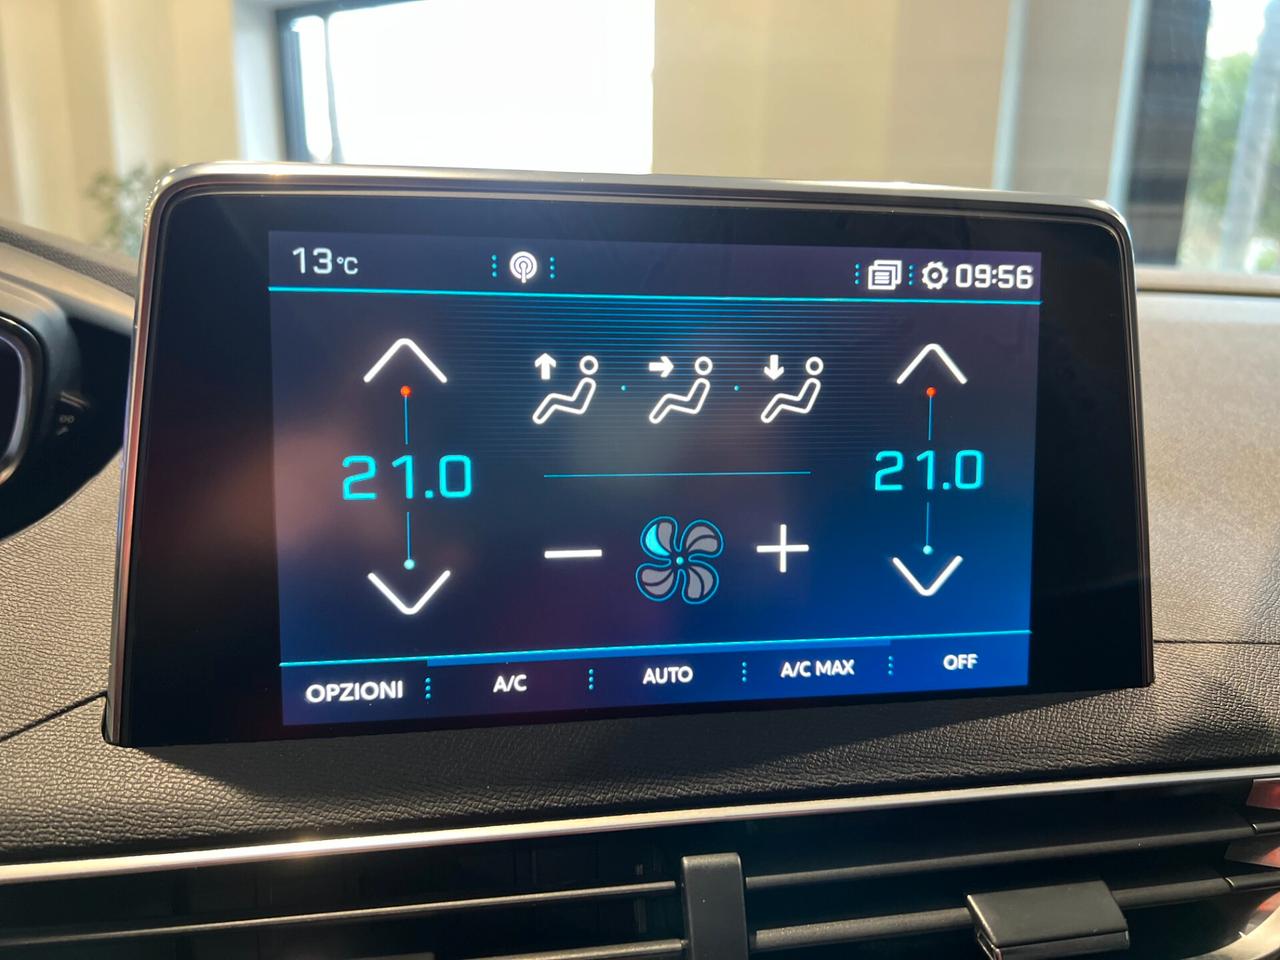 13°C 09:56
21.0 21.0
OPZIONI A/C AUTO A/C MAX OFF